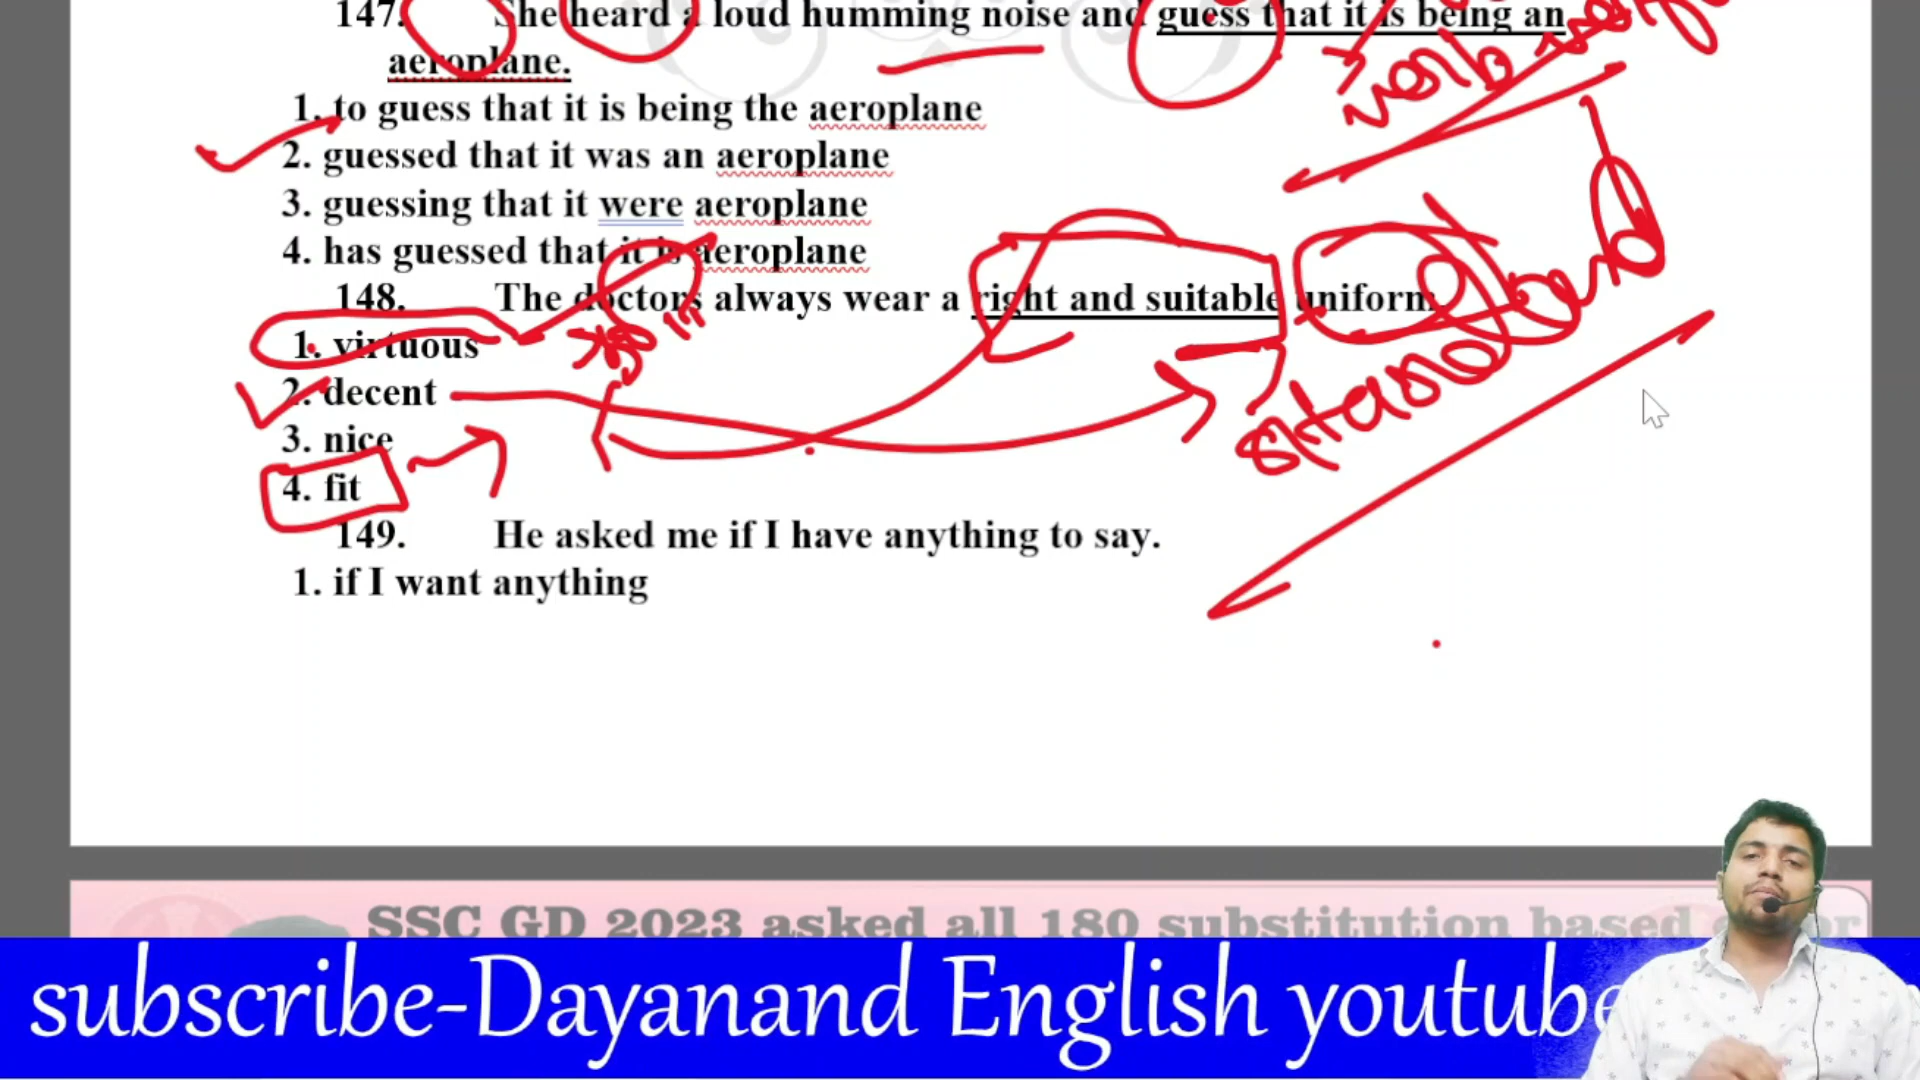 147. She heard a loud humming noise and guess that it is being an
aeroplane.
verb
1. to guess that it is being the aeroplane
2. guessed that it was an aeroplane
3. guessing that it were aeroplane
4. has guessed that it is aeroplane
148. The doctors always wear a right and suitable uniform.
standard
1. virtuous
2. decent
3. nice
4. fit
149. He asked me if I have anything to say.
1. if I want anything
SSC GD 2023 asked all 180 substitution based
subscribe-Dayanand English youtube